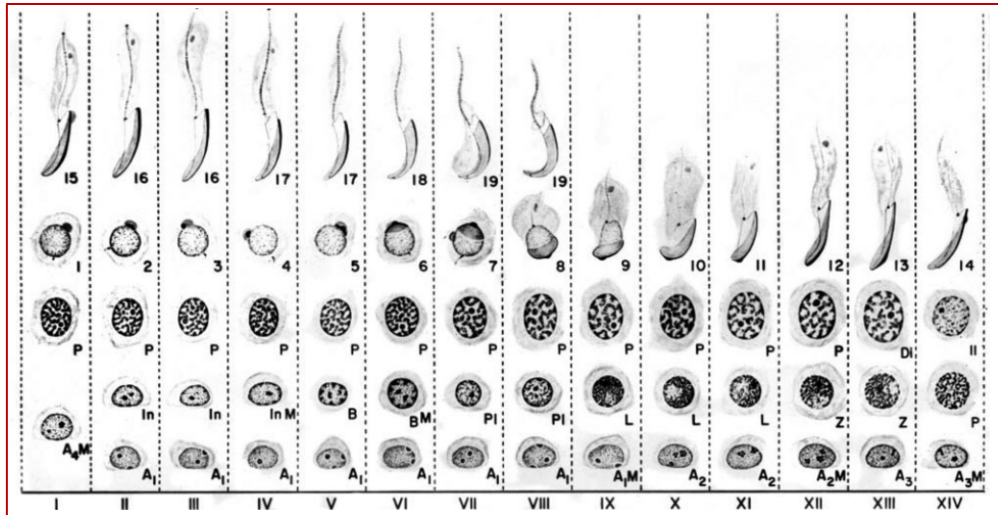 15 16 16 17 17 18 19 19
1 2 3 4 5 6 7 8 9 10 11 12 13 14
P P P P P P P P P P P P Di II
In In In M B B M Pl Pl L L L Z Z P
A4M A1 A1 A1 A1 A1 A1 A1 A1M A2 A2 A2M A3 A3M
I II III IV V VI VII VIII IX X XI XII XIII XIV